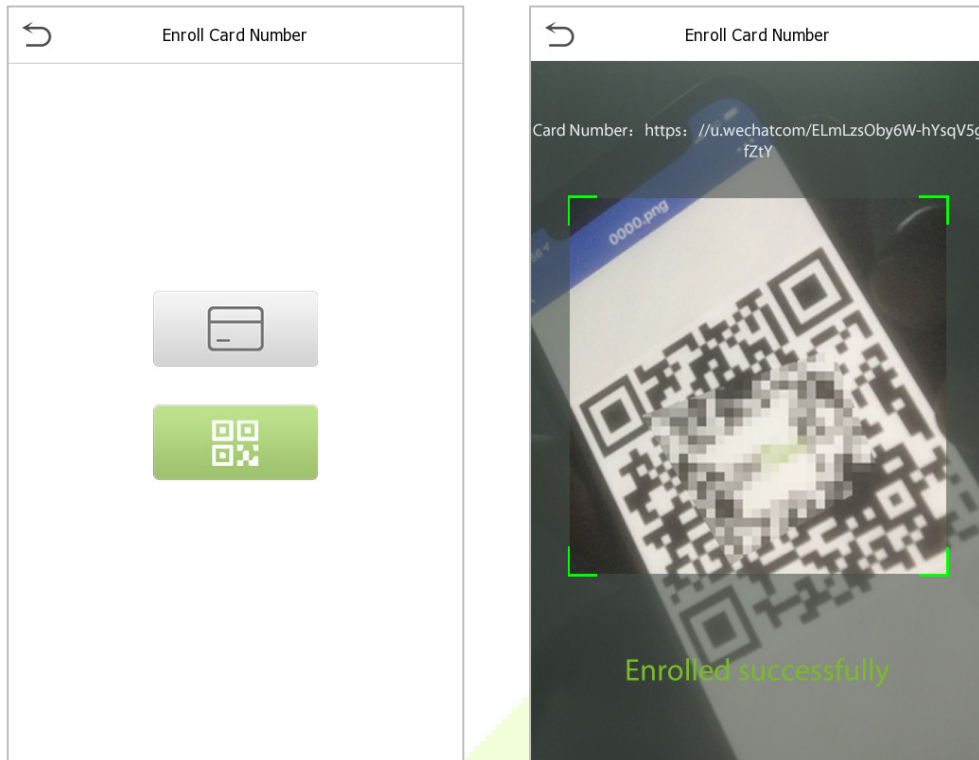 Enroll Card Number
Enroll Card Number
Card Number: https: //u.wechatcom/ELmLzsOby6W-hYsqV5g
fZtY
0000.png
Enrolled successfully